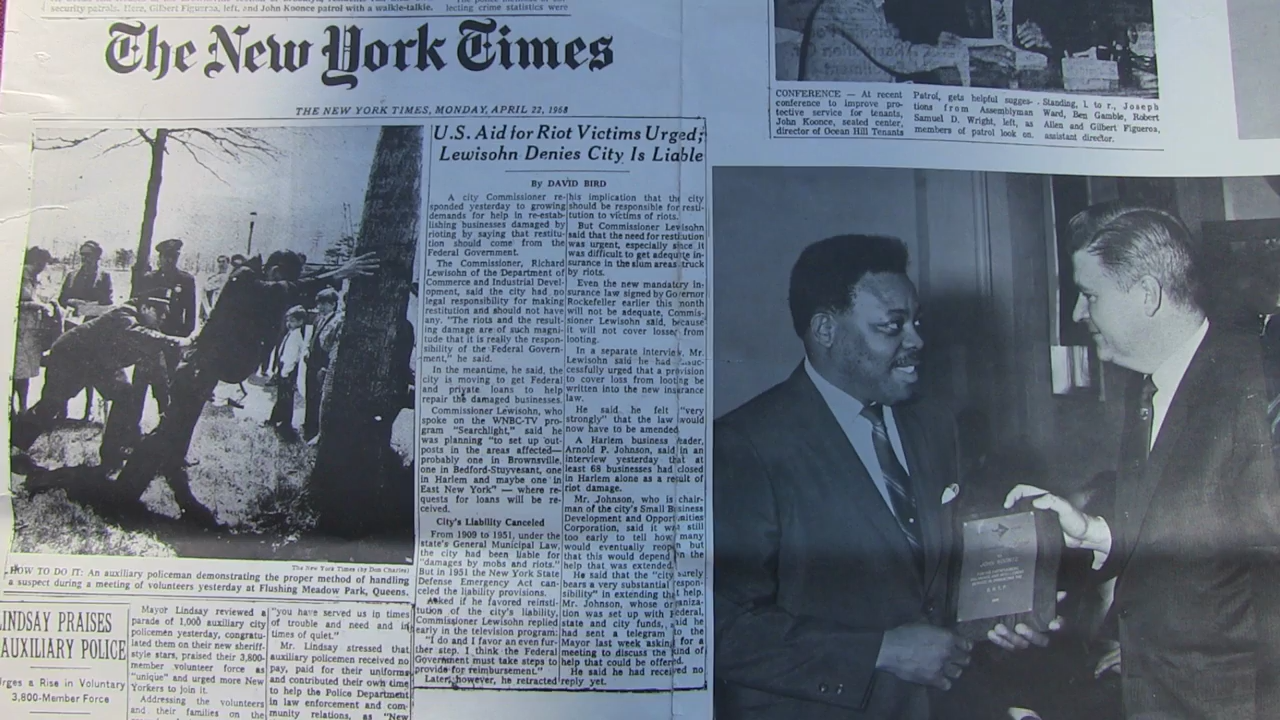 security patrols. Here, Gilbert Figueroa, left, and John Koonce patrol with a walkie-talkie.
lecting crime statistics were
The New York Times
THE NEW YORK TIMES, MONDAY, APRIL 22, 1968
HOW TO DO IT: An auxiliary policeman demonstrating the proper method of handling
a suspect during a meeting of volunteers yesterday at Flushing Meadow Park, Queens.
The New York Times (by Don Charles)
LINDSAY PRAISES
AUXILIARY POLICE
Urges a Rise in Voluntary
3,800-Member Force
Mayor Lindsay reviewed a
parade of 1,000 auxiliary city
policemen yesterday, congratu-
lated them on their new sheriff-
style stars, praised their 3,800-
member volunteer force as
"unique" and urged more New
Yorkers to join it.
Addressing the volunteers
and their families on the
"you have served us in times
of trouble and need and in
times of quiet."
Mr. Lindsay stressed that
auxiliary policemen received no
pay, paid for their uniforms
and contributed their own time
to help the Police Department
in law enforcement and com-
munity relations, as "New
U.S. Aid for Riot Victims Urged;
Lewisohn Denies City Is Liable
By DAVID BIRD
A city Commissioner re-
sponded yesterday to growing
demands for help in re-estab-
lishing businesses damaged by
rioting by saying that restitu-
tion should come from the
Federal Government.
The Commissioner, Richard
Lewisohn of the Department of
Commerce and Industrial Devel-
opment, said the city had no
legal responsibility for making
restitution and should not have
any. "The riots and the result-
ing damage are of such magni-
tude that it is really the respon-
sibility of the Federal Govern-
ment," he said.
In the meantime, he said, the
city is moving to get Federal
and private loans to help
repair the damaged businesses.
Commissioner Lewisohn, who
spoke on the WNBC-TV pro-
gram "Searchlight," said he
was planning "to set up out-
posts in the areas affected—
probably one in Brownsville,
one in Bedford-Stuyvesant, one
in Harlem and maybe one in
East New York" — where re-
quests for loans will be re-
ceived.
City's Liability Canceled
From 1909 to 1951, under the
state's General Municipal Law,
the city had been liable for
"damages by mobs and riots."
But in 1951 the New York State
Defense Emergency Act can-
celed the liability provisions.
Asked if he favored reinsti-
tution of the city's liability,
Commissioner Lewisohn replied
early in the television program:
"I do and I favor an even fur-
ther step. I think the Federal
Government must take steps to
provide for reimbursement."
Later, however, he retracted
his implication that the city
should be responsible for resti-
tution to victims of riots.
But Commissioner Lewisohn
said that the need for restitution
was urgent, especially since it
was difficult to get adequate in-
surance in the slum areas struck
by riots.
Even the new mandatory in-
surance law signed by Governor
Rockefeller earlier this month
will not be adequate, Commis-
sioner Lewisohn said, because
it will not cover losses from
looting.
In a separate interview, Mr.
Lewisohn said he had
cessfully urged that a provision
to cover loss from looting be
written into the new insurance
law.
He said he felt "very
strongly" that the law would
now have to be amended.
A Harlem business leader,
Arnold P. Johnson, said in an
interview yesterday that at
least 68 businesses had closed
in Harlem alone as a result of
riot damage.
Mr. Johnson, who is chair-
man of the city's Small Business
Development and Opportunities
Corporation, said it was still
too early to tell how many
would eventually reopen but
that this would depend on the
help that was extended.
He said that the "city surely
bears a very substantial respon-
sibility" in extending that help.
Mr. Johnson, whose organiza-
tion was set up with Federal,
state and city funds, said he
had sent a telegram to the
Mayor last week asking for a
meeting to discuss the kind of
help that could be offered.
He said he had received no
reply yet.
CONFERENCE — At recent
conference to improve pro-
tective service for tenants,
John Koonce, seated center,
director of Ocean Hill Tenants
Patrol, gets helpful sugges-
tions from Assemblyman
Samuel D. Wright, left, as
members of patrol look on.
Standing, l. to r., Joseph
Ward, Ben Gamble, Robert
Allen and Gilbert Figueroa,
assistant director.